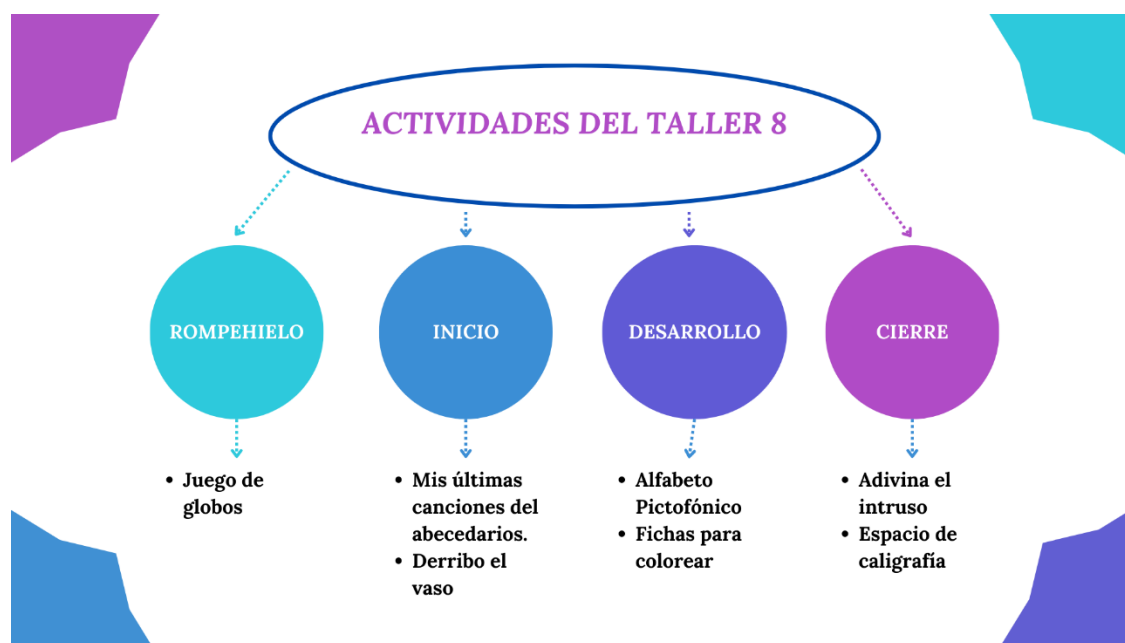 ACTIVIDADES DEL TALLER 8
ROMPEHIELO
INICIO
DESARROLLO
CIERRE
• Juego de
globos
• Mis últimas
canciones del
abecedarios.
• Derribo el
vaso
• Alfabeto
Pictofónico
• Fichas para
colorear
• Adivina el
intruso
• Espacio de
caligrafía